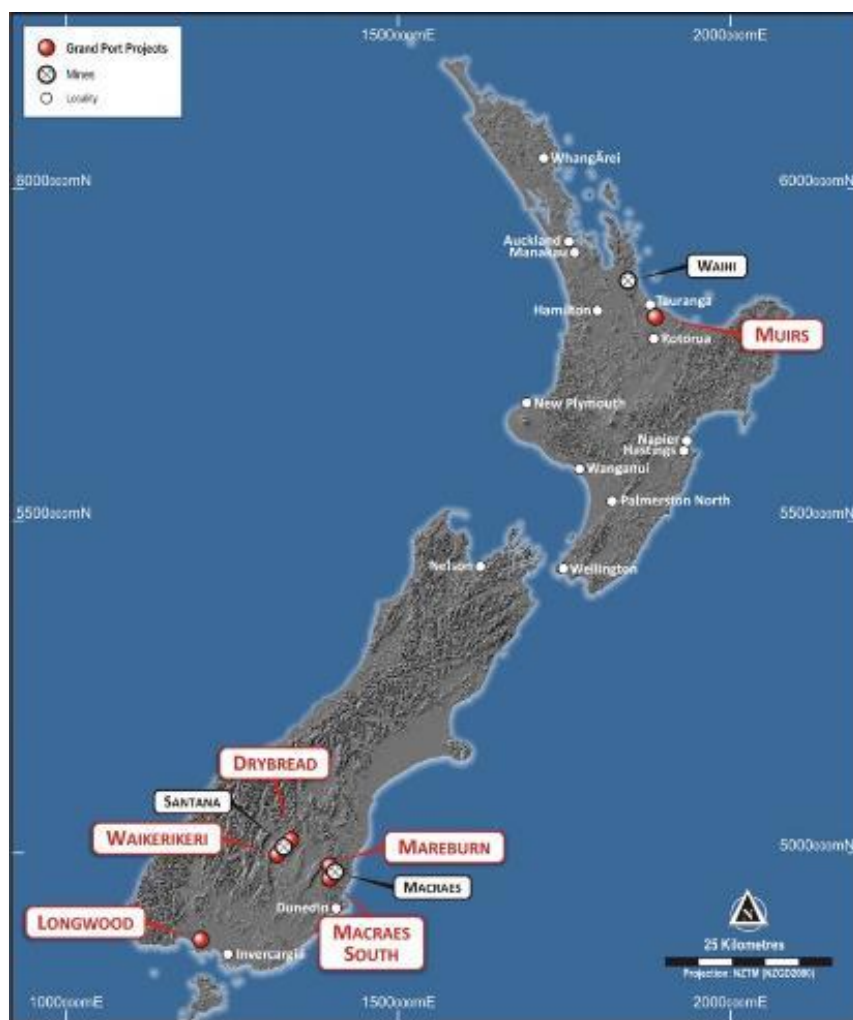 1500000mE
2000000mE
Grand Port Projects
Mines
Locality
WhangĀrei
6000000mN
6000000mN
Auckland
Manakau
WAIHI
Tauranga
Hamilton
MUIRS
Rotorua
New Plymouth
Napier
Hastings
Wanganui
Palmerston North
5500000mN
5500000mN
Nelson
Wellington
DRYBREAD
SANTANA
WAIKERIKERI
MAREBURN
5000000mN
MACRAES
Dunedin
LONGWOOD
MACRAES
SOUTH
N
Invercargill
25 Kilometres
Projection: NZTM (NZGD2000)
1000000mE
1500000mE
2000000mE